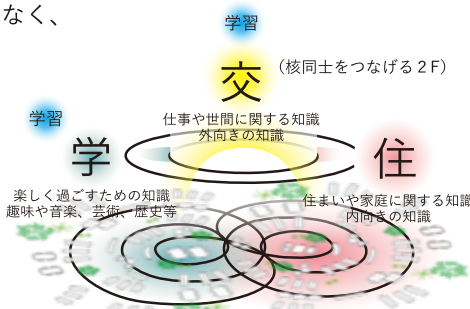 なく、
学習
交
（核同士をつなげる２F）
仕事や世間に関する知識
外向きの知識
学習
学
楽しく過ごすための知識
趣味や音楽、芸術、歴史等
住
住まいや家庭に関する知識
内向きの知識